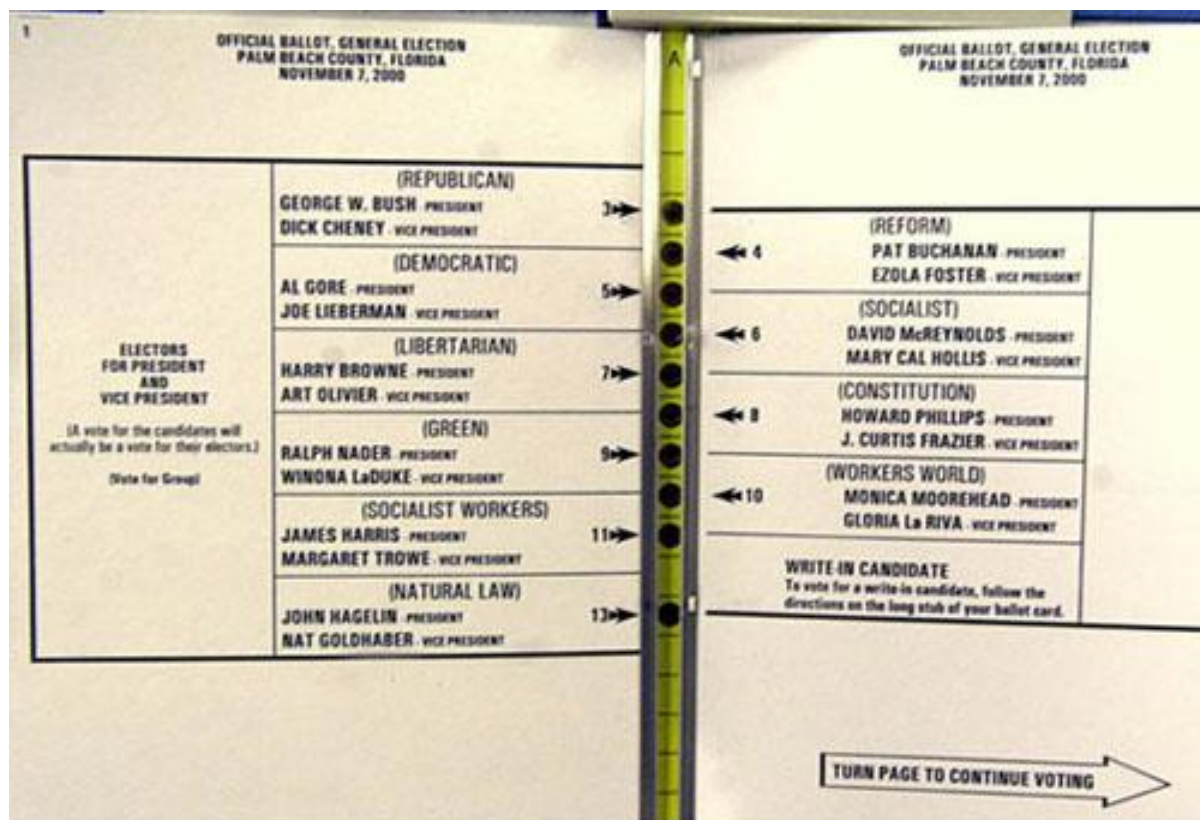 1
OFFICIAL BALLOT, GENERAL ELECTION
PALM BEACH COUNTY, FLORIDA
NOVEMBER 7, 2000
ELECTORS
FOR PRESIDENT
AND
VICE PRESIDENT
(A vote for the candidates will
actually be a vote for their electors.)
(Vote for Group)
(REPUBLICAN)
GEORGE W. BUSH - PRESIDENT
DICK CHENEY - VICE PRESIDENT
3
(DEMOCRATIC)
AL GORE - PRESIDENT
JOE LIEBERMAN - VICE PRESIDENT
5
(LIBERTARIAN)
HARRY BROWNE - PRESIDENT
ART OLIVIER - VICE PRESIDENT
7
(GREEN)
RALPH NADER - PRESIDENT
WINONA LaDUKE - VICE PRESIDENT
9
(SOCIALIST WORKERS)
JAMES HARRIS - PRESIDENT
MARGARET TROWE - VICE PRESIDENT
11
(NATURAL LAW)
JOHN HAGELIN - PRESIDENT
NAT GOLDHABER - VICE PRESIDENT
13
A
OFFICIAL BALLOT, GENERAL ELECTION
PALM BEACH COUNTY, FLORIDA
NOVEMBER 7, 2000
(REFORM)
4 PAT BUCHANAN - PRESIDENT
EZOLA FOSTER - VICE PRESIDENT
(SOCIALIST)
6 DAVID McREYNOLDS - PRESIDENT
MARY CAL HOLLIS - VICE PRESIDENT
(CONSTITUTION)
8 HOWARD PHILLIPS - PRESIDENT
J. CURTIS FRAZIER - VICE PRESIDENT
(WORKERS WORLD)
10 MONICA MOOREHEAD - PRESIDENT
GLORIA La RIVA - VICE PRESIDENT
WRITE-IN CANDIDATE
To vote for a write-in candidate, follow the
directions on the long stub of your ballot card.
TURN PAGE TO CONTINUE VOTING